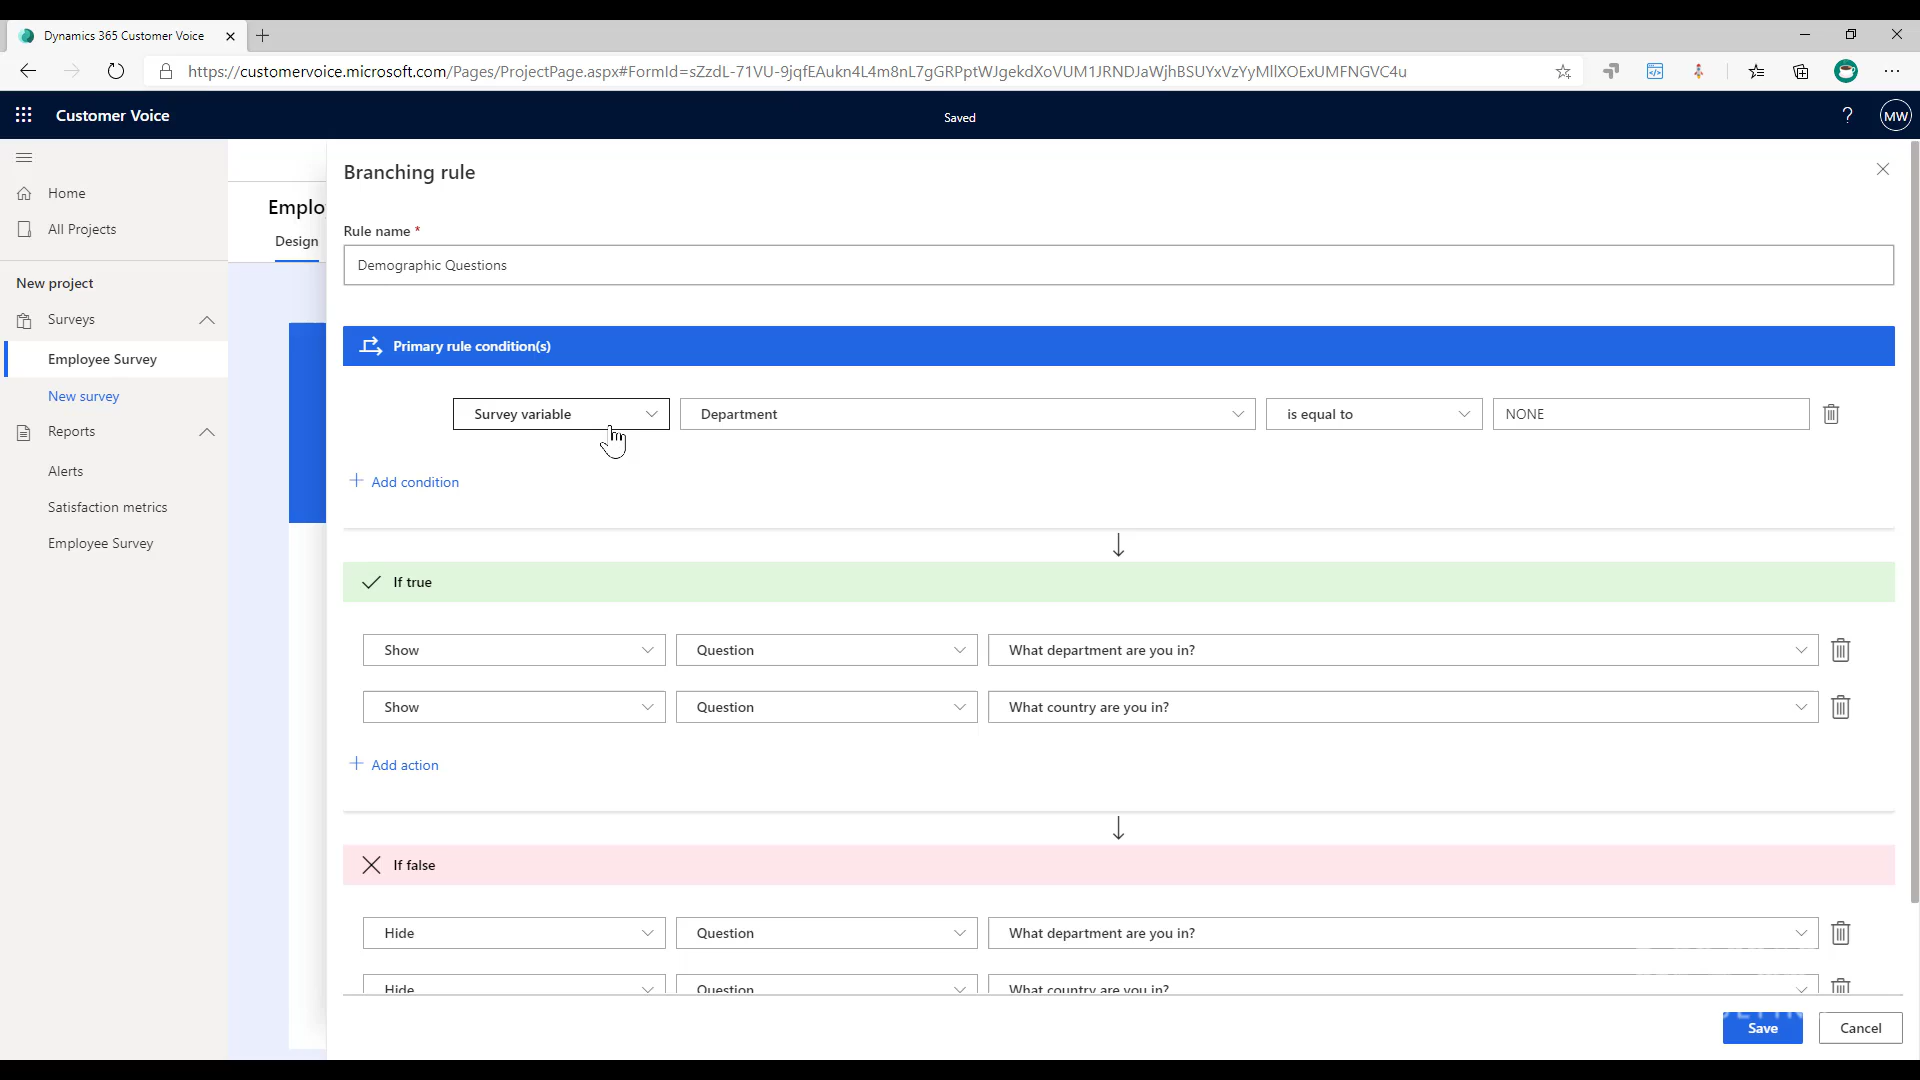 Dynamics 365 Customer Voice
https://customervoice.microsoft.com/Pages/ProjectPage.aspx#FormId=sZzdL-71VU-9jqfEAukn4L4m8nL7gGRPptWJgekdXoVUM1JRNDJaWjhBSUYxVzYyMllXOExUMFNGVC4u
Customer Voice
Saved
?
MW
Home
All Projects
New project
Surveys
Employee Survey
New survey
Reports
Alerts
Satisfaction metrics
Employee Survey
Emplo
Design
Branching rule
Rule name *
Demographic Questions
Primary rule condition(s)
Survey variable
Department
is equal to
NONE
+ Add condition
If true
Show
Question
What department are you in?
Show
Question
What country are you in?
+ Add action
If false
Hide
Question
What department are you in?
Hide
Question
What country are you in?
Save
Cancel